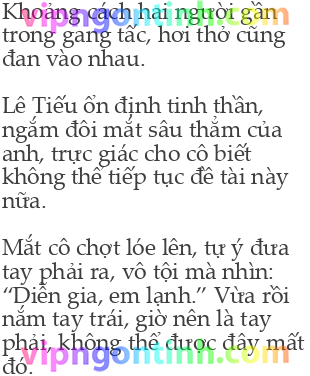 Khoảng cách hai người gần
vipngontinh.com
trong gang tấc, hơi thở cũng
đan vào nhau.
Lê Tiếu ổn định tinh thần,
ngắm đôi mắt sâu thẳm của
anh, trực giác cho cô biết
không thể tiếp tục đề tài này
nữa.
Mắt cô chợt lóe lên, tự ý đưa
tay phải ra, vô tội mà nhìn:
“Diễn gia, em lạnh.” Vừa rồi
nắm tay trái, giờ nên là tay
phải, không thể được đây mất
vipngontinh.com
đó.